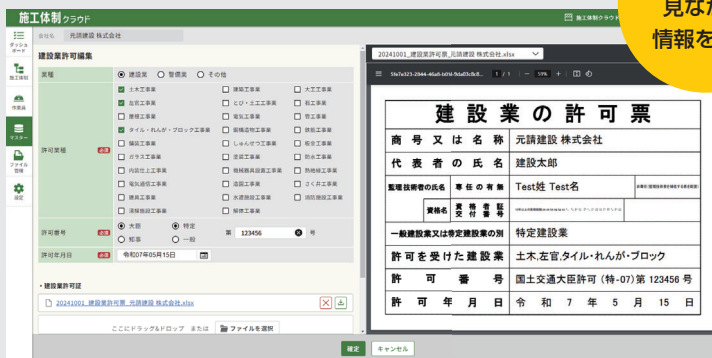 施工体制クラウド
施工体制クラウ
見なが
情報を
ダッシュボード
施工体制
作業員
マスター
ファイル管理
設定
会社名 元請建設 株式会社
建設業許可編集
業種 建設業 警備業 その他
許可業種 必須
土木工事業 建築工事業 大工工事業
左官工事業 とび・土工工事業 石工事業
屋根工事業 電気工事業 管工事業
タイル・れんが・ブロック工事業 鋼構造物工事業 鉄筋工事業
舗装工事業 しゅんせつ工事業 板金工事業
ガラス工事業 塗装工事業 防水工事業
内装仕上工事業 機械器具設置工事業 熱絶縁工事業
電気通信工事業 造園工事業 さく井工事業
建具工事業 水道施設工事業 消防施設工事業
清掃施設工事業 解体工事業
許可番号 必須 大臣 特定 第 123456 号
知事 一般
許可年月日 必須 令和07年05月15日
・建設業許可証
20241001_建設業許可票_元請建設 株式会社.xlsx
ここにドラッグ&ドロップ または ファイルを選択
確定 キャンセル
20241001_建設業許可票_元請建設 株式会社.xlsx
1 / 1 59%
建設業の許可票
商号又は名称 元請建設 株式会社
代表者の氏名 建設太郎
監理技術者の氏名 専任の有無 Test姓 Test名
資格名 資格者証交付番号
一般建設業又は特定建設業の別 特定建設業
許可を受けた建設業 土木,左官,タイル・れんが・ブロック
許可番号 国土交通大臣許可 (特-07)第 123456 号
許可年月日 令和7年5月15日